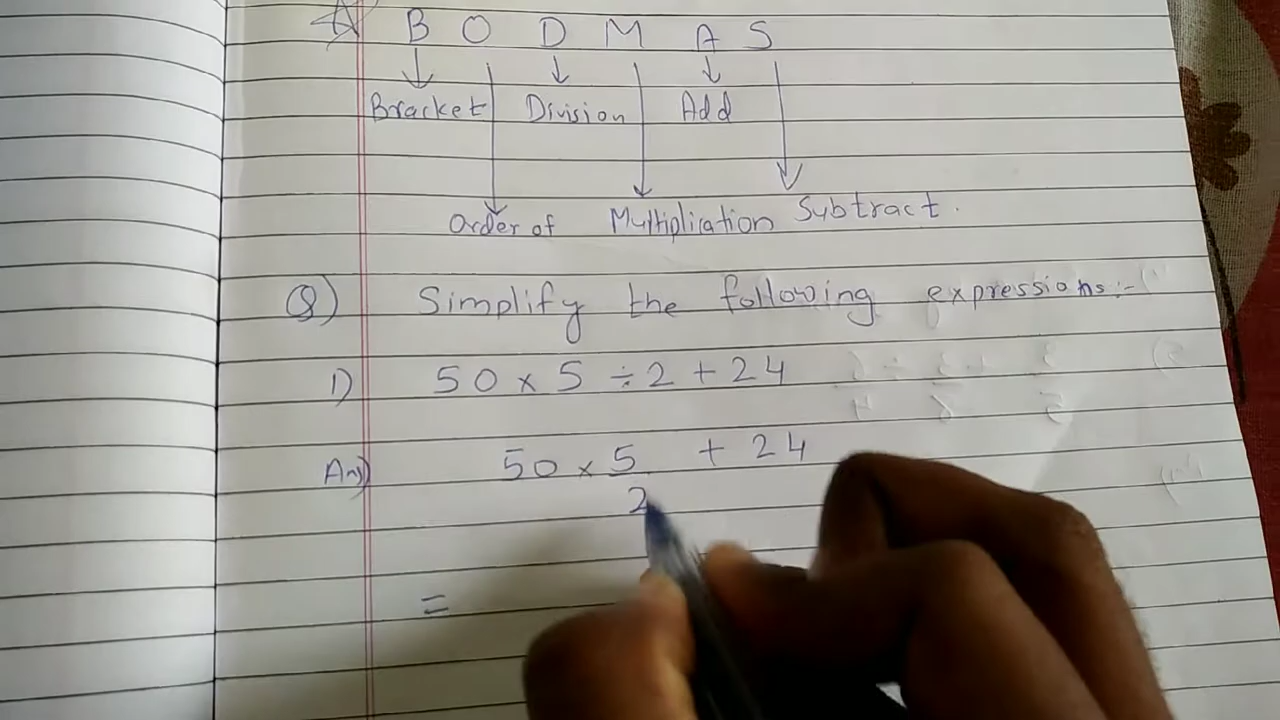 B O D M A S
Bracket Division Add
Order of Multiplication Subtract.
Q) Simplify the following expressions:-
1) 50 × 5 ÷ 2 + 24
Ans) 50 × 5 + 24
2
=